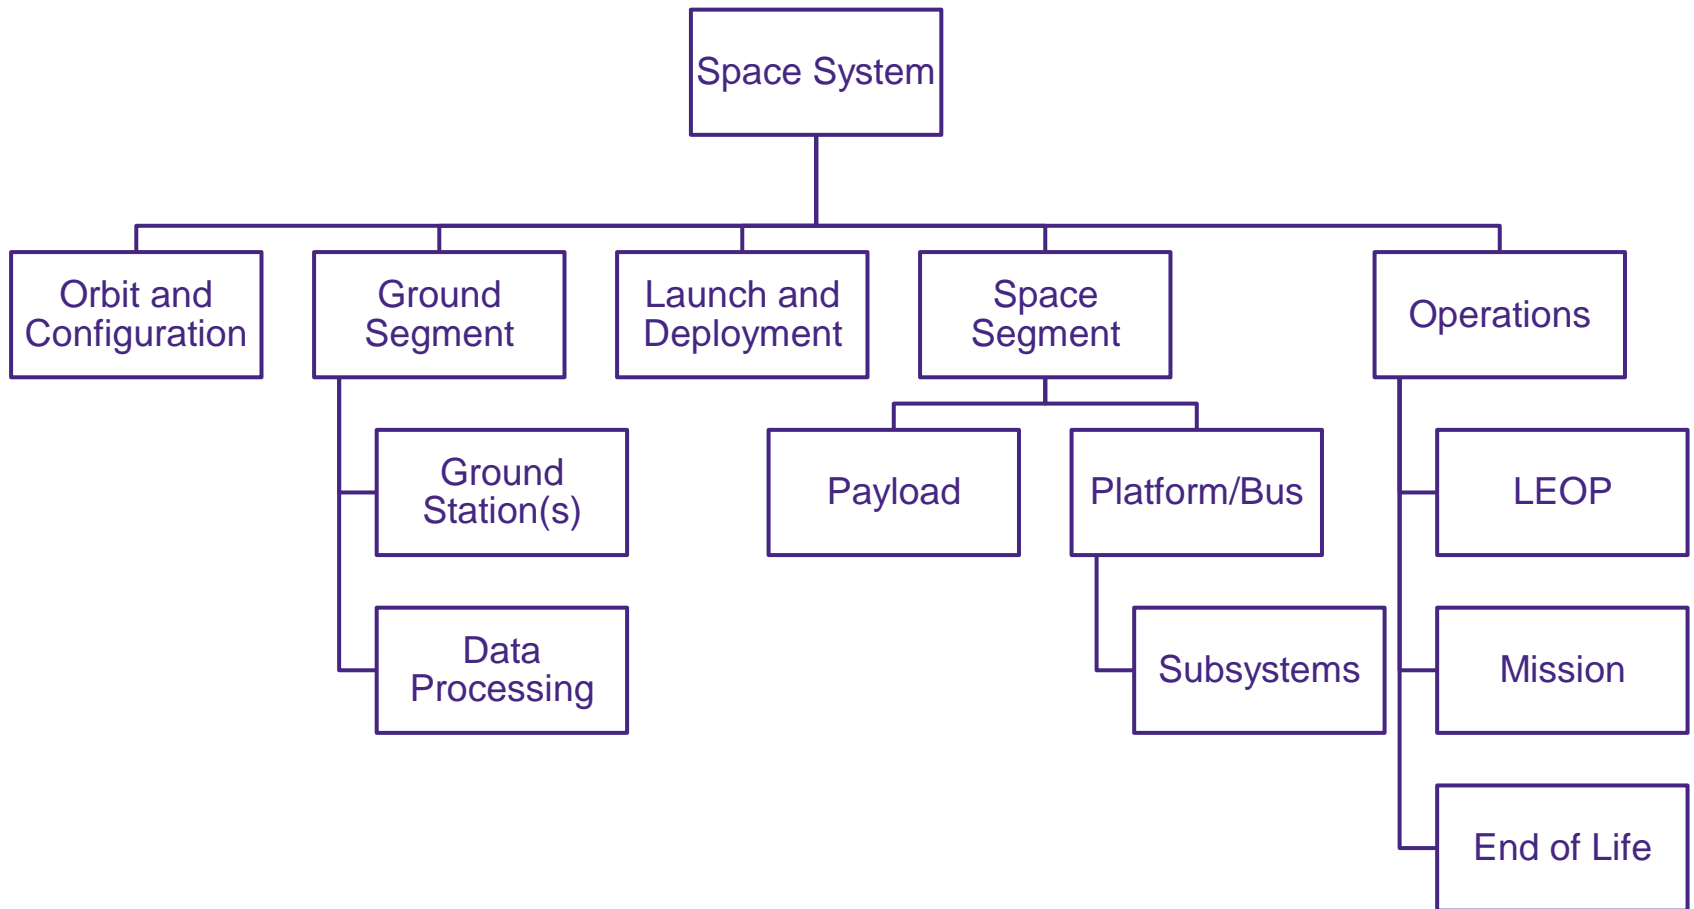 Space System
Orbit and
Configuration
Ground
Segment
Launch and
Deployment
Space
Segment
Operations
Ground
Station(s)
Payload
Platform/Bus
LEOP
Data
Processing
Subsystems
Mission
End of Life